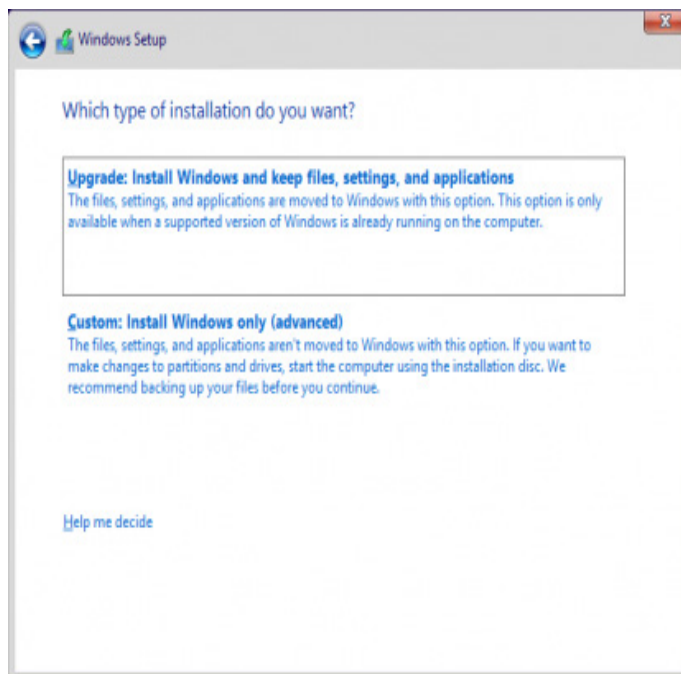 Windows Setup
Which type of installation do you want?
Upgrade: Install Windows and keep files, settings, and applications
The files, settings, and applications are moved to Windows with this option. This option is only
available when a supported version of Windows is already running on the computer.
Custom: Install Windows only (advanced)
The files, settings, and applications aren't moved to Windows with this option. If you want to
make changes to partitions and drives, start the computer using the installation disc. We
recommend backing up your files before you continue.
Help me decide